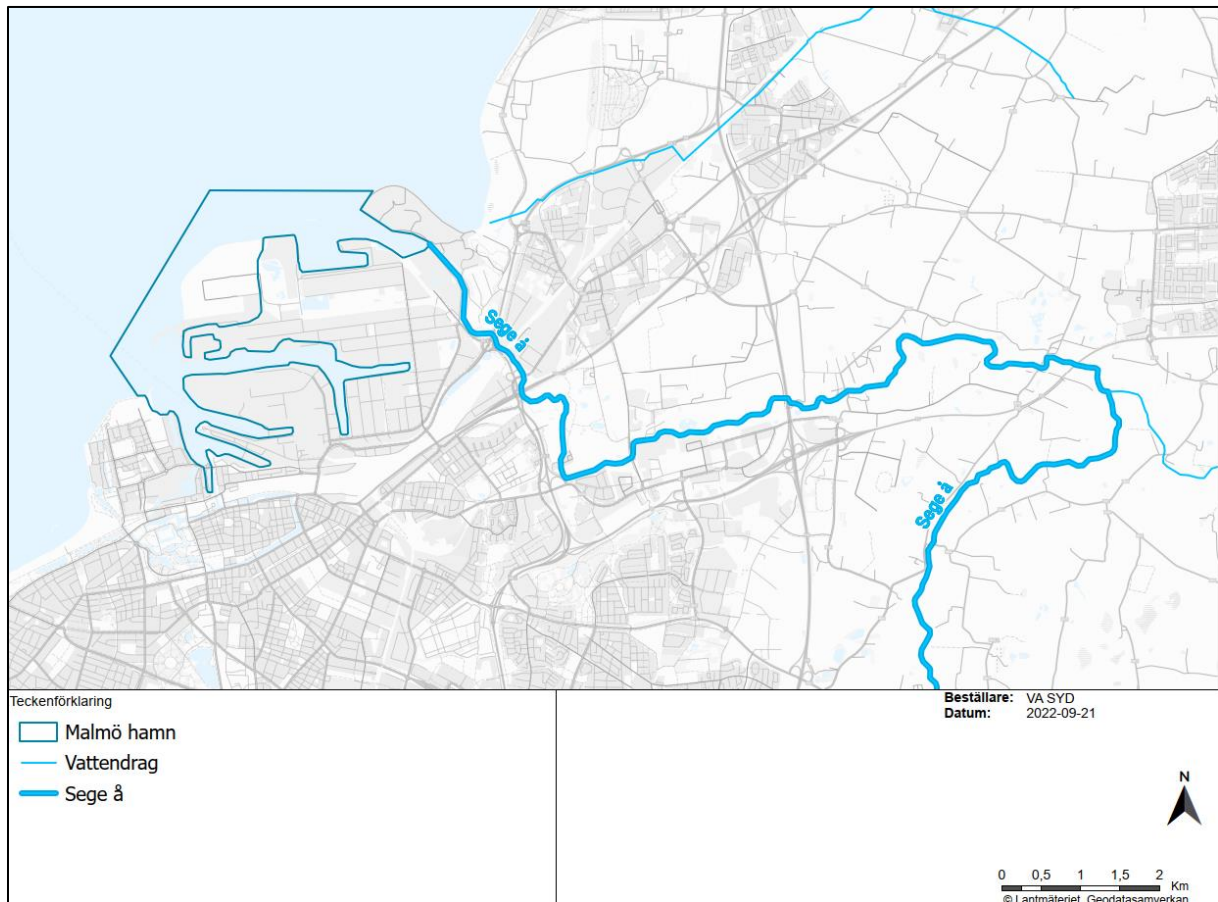 Sege å
Sege å
Teckenförklaring
Malmö hamn
Vattendrag
Sege å
Beställare: VA SYD
Datum: 2022-09-21
N
0 0,5 1 1,5 2
Km
© Lantmäteriet, Geodatasamverkan